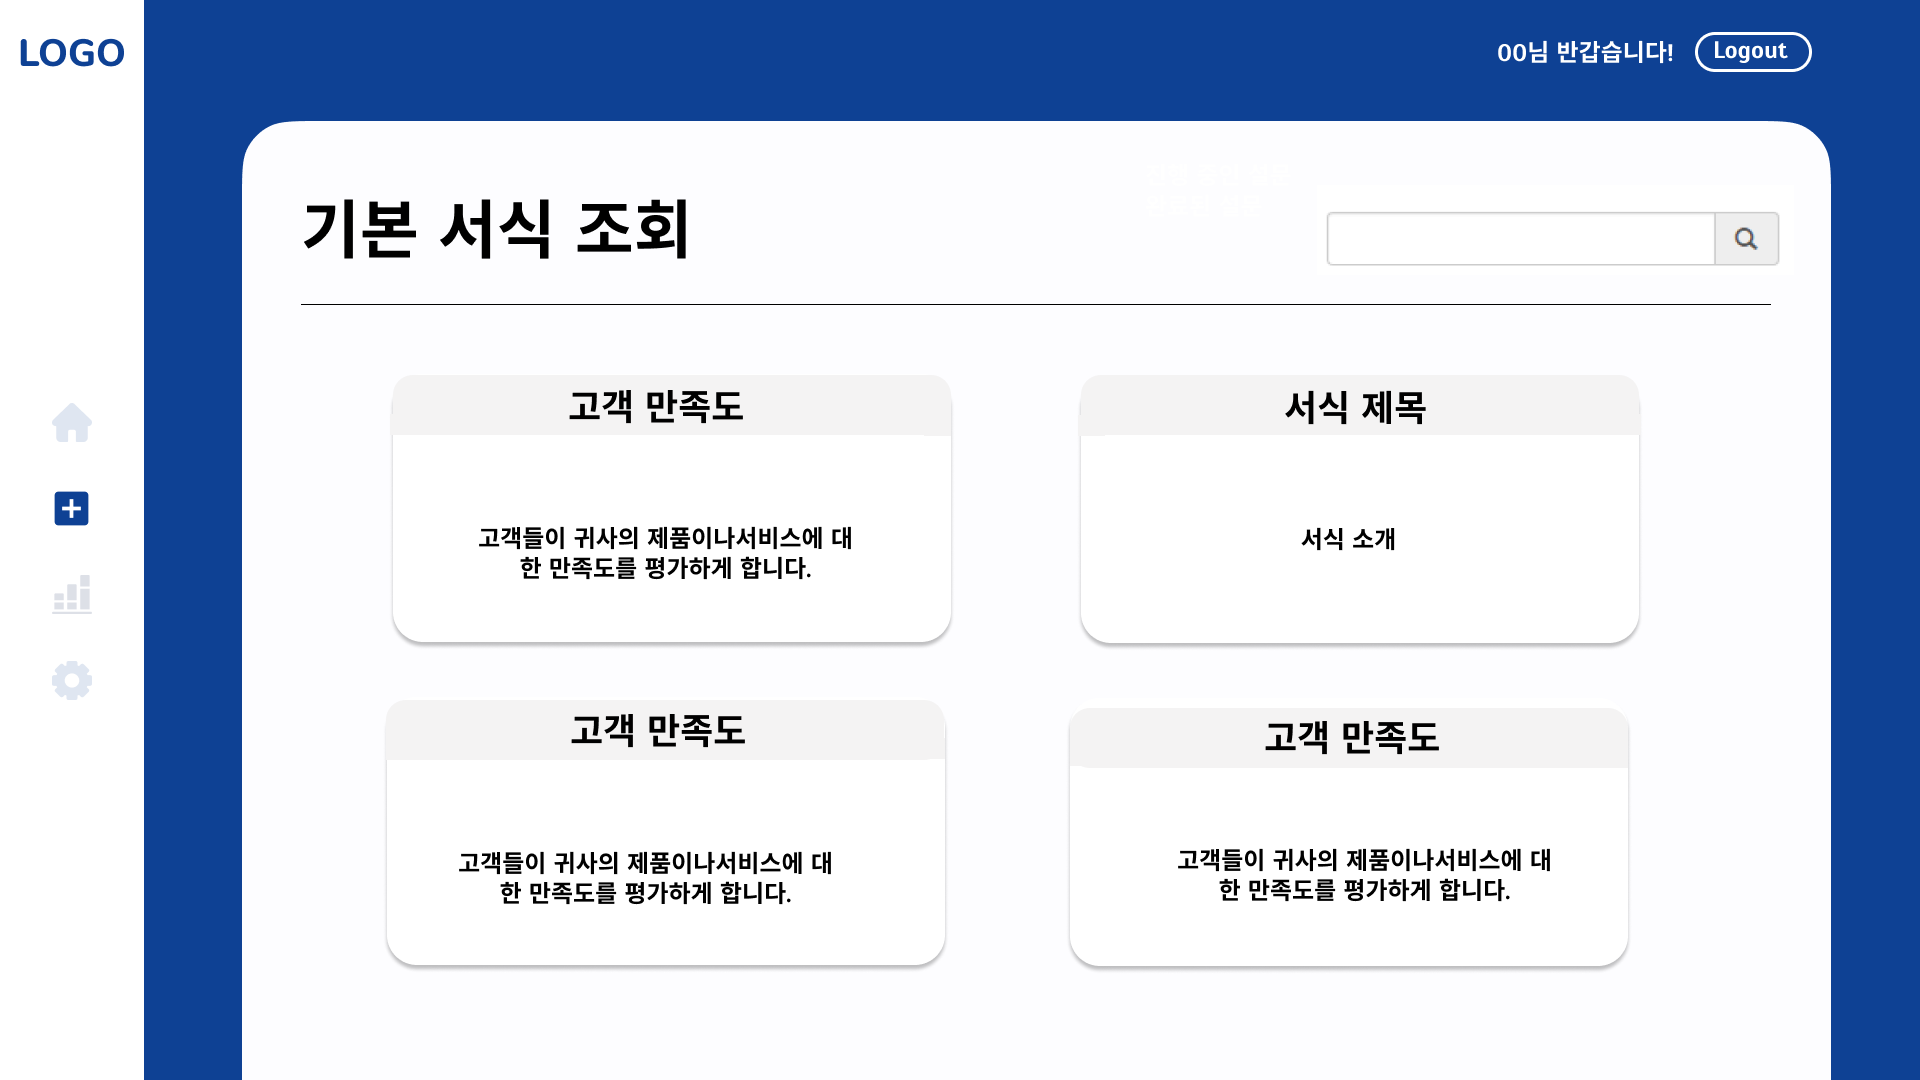 LOGO
00님 반갑습니다!
Logout
기본 서식 조회
고객 만족도
고객들이 귀사의 제품이나서비스에 대
한 만족도를 평가하게 합니다.
서식 제목
서식 소개
고객 만족도
고객들이 귀사의 제품이나서비스에 대
한 만족도를 평가하게 합니다.
고객 만족도
고객들이 귀사의 제품이나서비스에 대
한 만족도를 평가하게 합니다.